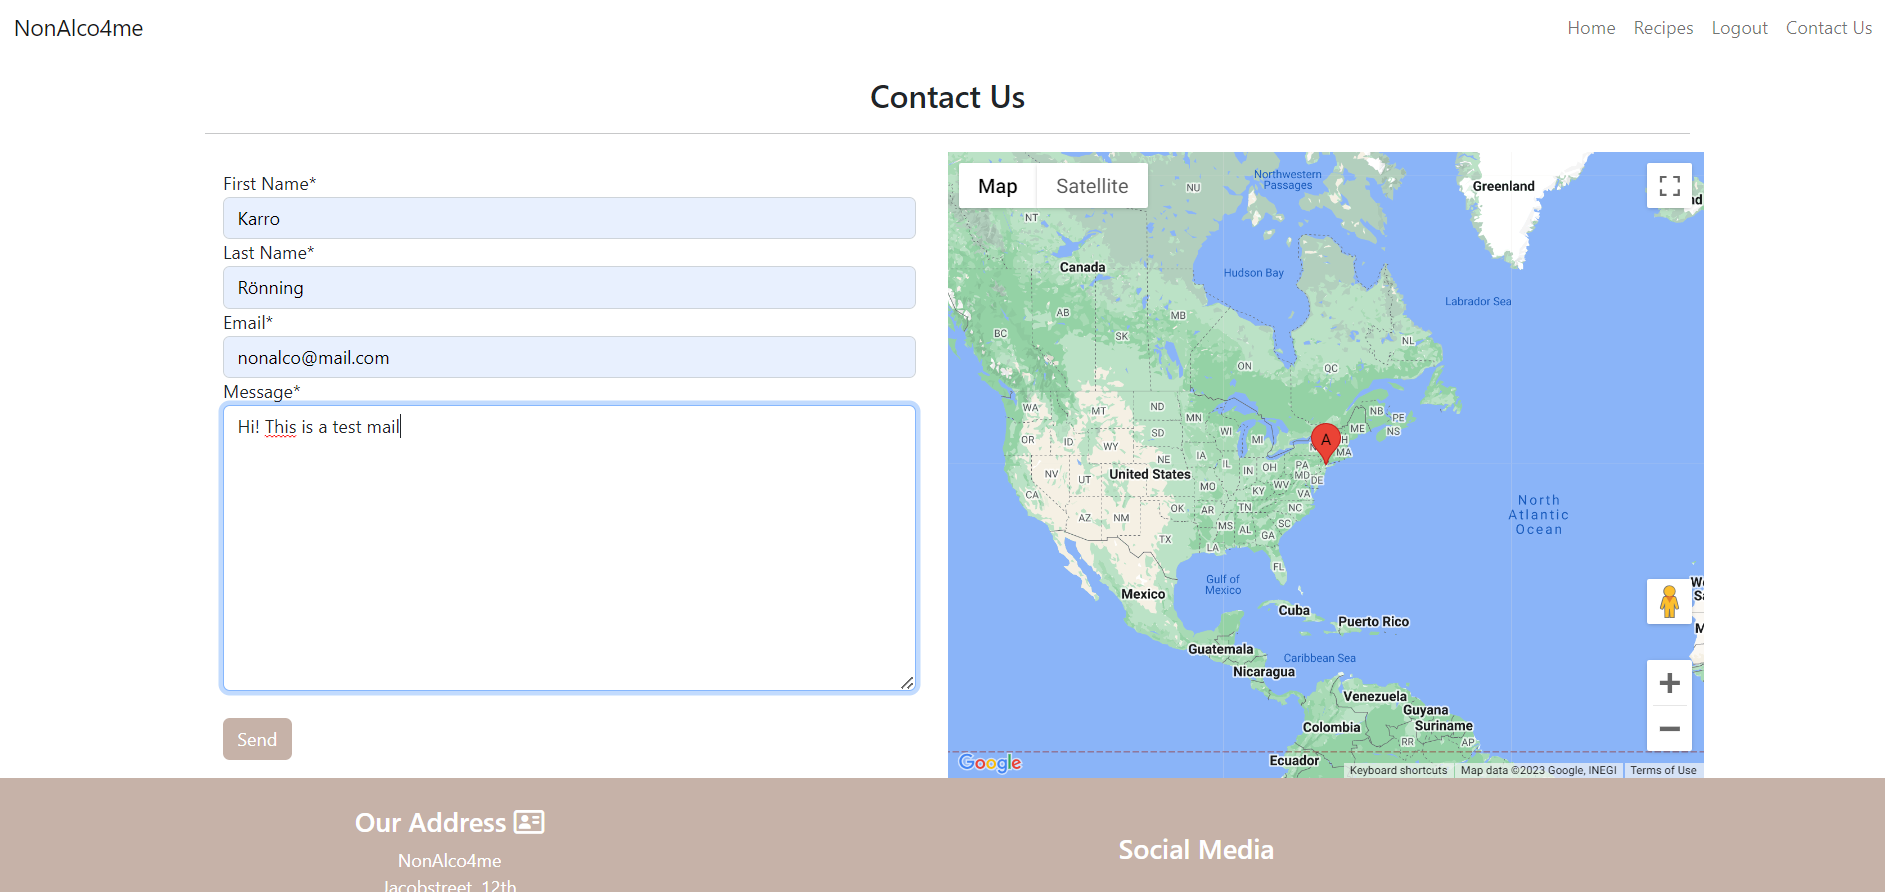 NonAlco4me
Home Recipes Logout Contact Us
Contact Us
First Name*
Karro
Last Name*
Rönning
Email*
nonalco@mail.com
Message*
Hi! This is a test mail
Send
Map Satellite
Northwestern
Passages
Greenland
NU
NT
Canada
Hudson Bay
Labrador Sea
AB
MB
BC
SK
NL
ON
QC
WA
MT
ND
MN
NB
PE
NS
ME
OR
ID
SD
WI
MI
A
H
MA
WY
NE
IA
IL
IN
OH
PA
MD
DE
NV
UT
United States
MO
KY
WV
VA
CA
AZ
NM
OK
AR
TN
NC
MS
AL
SC
GA
TX
LA
FL
North
Atlantic
Ocean
Gulf of
Mexico
Mexico
Cuba
Puerto Rico
Guatemala
Caribbean Sea
Nicaragua
Venezuela
Guyana
Colombia
Suriname
RR
AP
Ecuador
Google
Keyboard shortcuts
Map data ©2023 Google, INEGI
Terms of Use
Our Address
NonAlco4me
Jacobstreet, 12th
Social Media